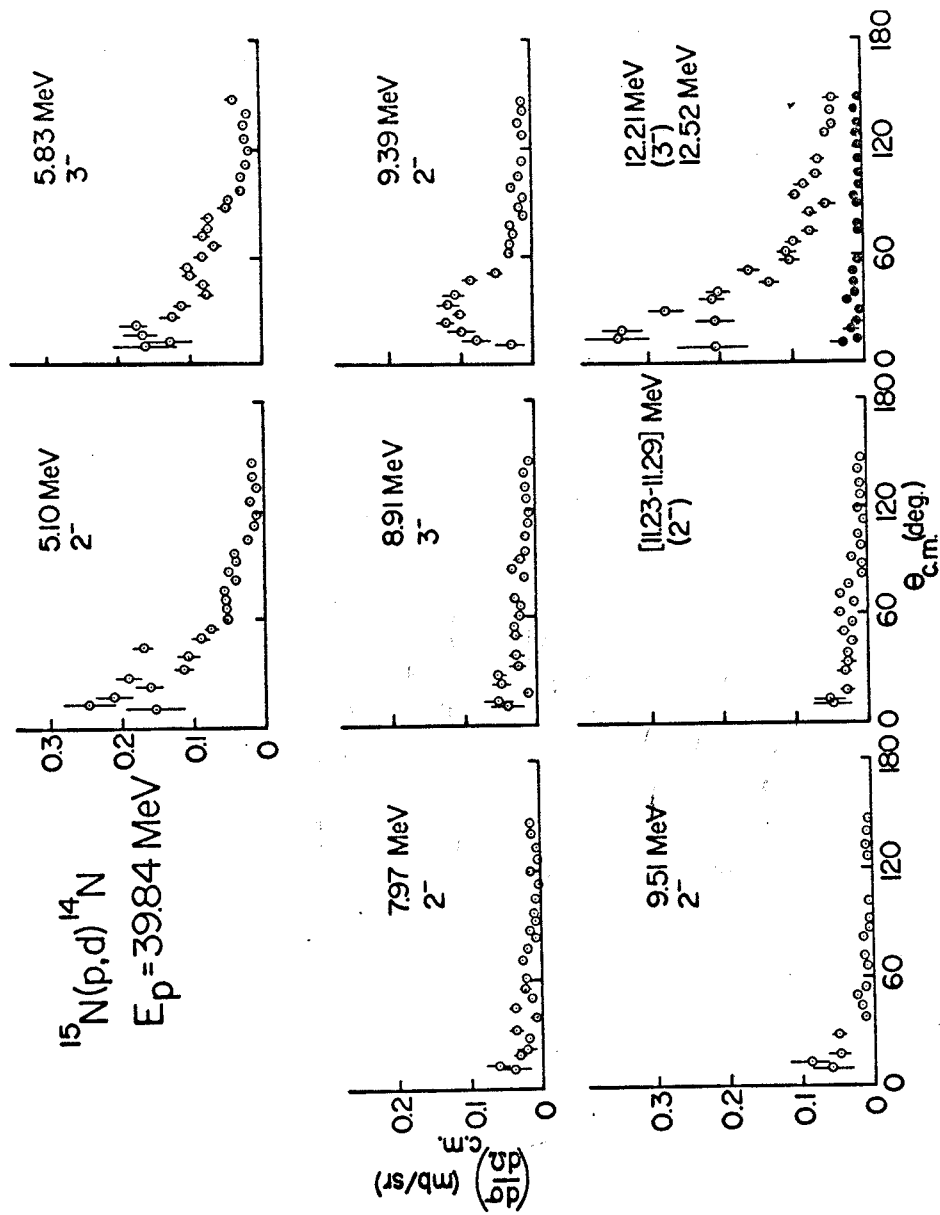 ¹⁵N(p,d)¹⁴N
Eₚ = 39.84 MeV
5.10 MeV
2⁻
0.3
0.2
0.1
0
5.83 MeV
3⁻
7.97 MeV
2⁻
0.2
0.1
0
8.91 MeV
3⁻
9.39 MeV
2⁻
(dσ/dΩ)c.m. (mb/sr)
9.51 MeV
2⁻
0.3
0.2
0.1
0
0 60 120 180
[11.23-11.29] MeV
(2⁻)
0 60 120 180
12.21 MeV
(3⁻)
12.52 MeV
0 60 120 180
Θc.m. (deg.)